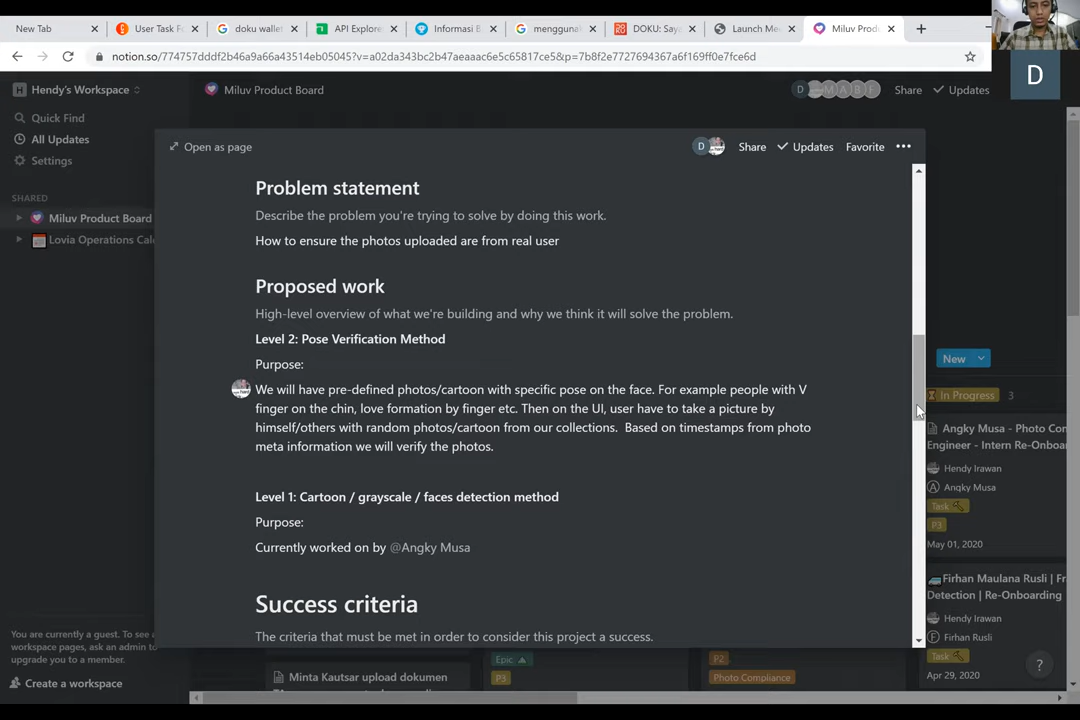 New Tab
User Task F
doku wallet
API Explore
Informasi B
mengguna
DOKU: Say
Launch Me
Miluv Prod
notion.so/774757dddf2b46a9a66a43514eb05045?v=a02da343bc2b47aeaaac6e5c65817ce5&p=7b8f2e7727694367a6f169ff0e7fce6d
D
H Hendy's Workspace
Miluv Product Board
D M A B F
Share
Updates
Quick Find
All Updates
Settings
SHARED
Miluv Product Board
Lovia Operations Cal
Open as page
D
Share
Updates
Favorite
Problem statement
Describe the problem you're trying to solve by doing this work.
How to ensure the photos uploaded are from real user
Proposed work
High-level overview of what we're building and why we think it will solve the problem.
Level 2: Pose Verification Method
Purpose:
We will have pre-defined photos/cartoon with specific pose on the face. For example people with V
finger on the chin, love formation by finger etc. Then on the UI, user have to take a picture by
himself/others with random photos/cartoon from our collections. Based on timestamps from photo
meta information we will verify the photos.
Level 1: Cartoon / grayscale / faces detection method
Purpose:
Currently worked on by @Angky Musa
Success criteria
The criteria that must be met in order to consider this project a success.
New
In Progress 3
Angky Musa - Photo Con
Engineer - Intern Re-Onboa
Hendy Irawan
A Angky Musa
Task
P3
May 01, 2020
Firhan Maulana Rusli | Fra
Detection | Re-Onboarding
Hendy Irawan
F Firhan Rusli
Task
P2
Apr 29, 2020
You are currently a guest. To see a
workspace pages, ask an admin to
upgrade you to a member.
Create a workspace
Minta Kautsar upload dokumen
Epic
P3
P2
Photo Compliance
?